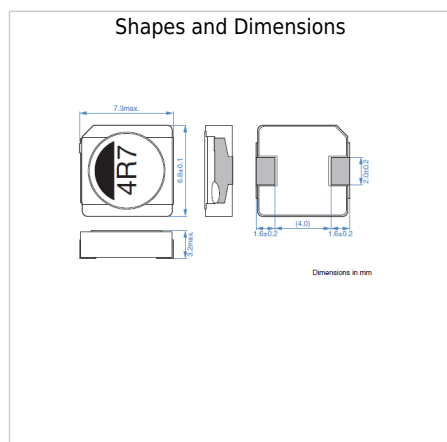 Shapes and Dimensions
7.3max.
4R7
6.8±0.1
3.2max.
2.0±0.2
1.6±0.2
(4.0)
1.6±0.2
Dimensions in mm